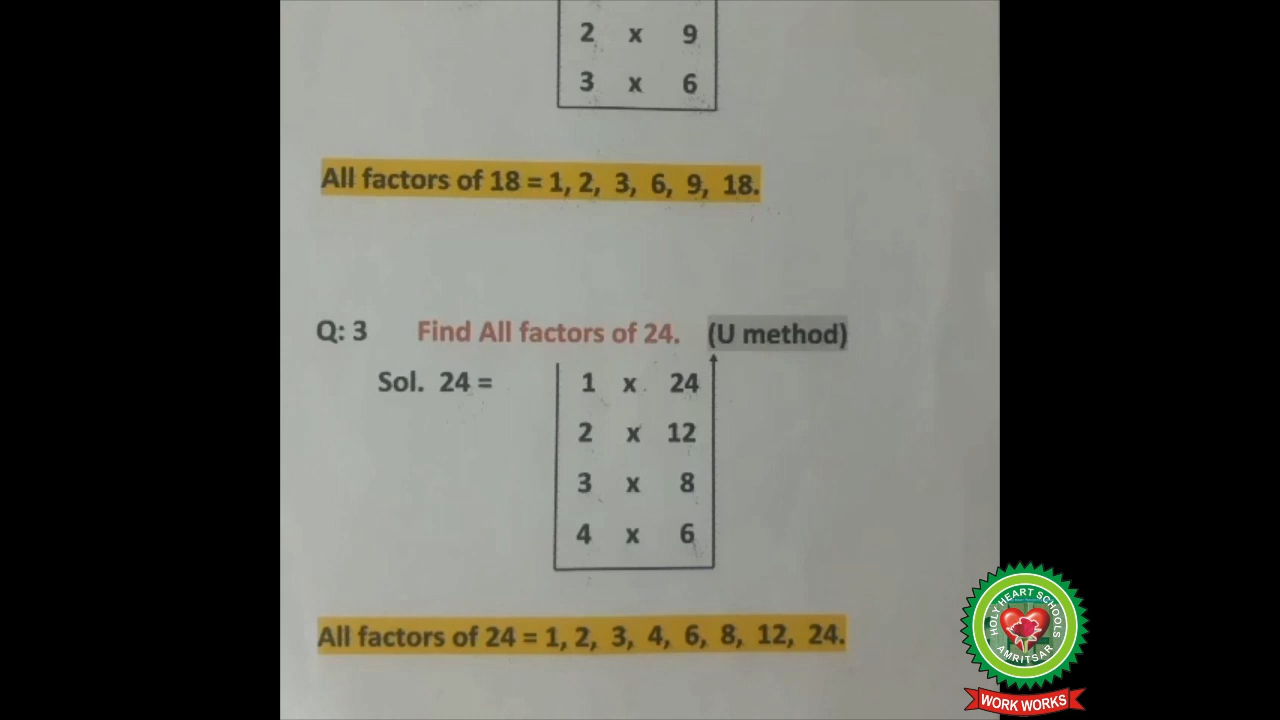 2 x 9
3 x 6
All factors of 18 = 1, 2, 3, 6, 9, 18.
Q: 3 Find All factors of 24. (U method)
Sol. 24 = 1 x 24
2 x 12
3 x 8
4 x 6
All factors of 24 = 1, 2, 3, 4, 6, 8, 12, 24.
HOLY HEART SCHOOLS
AMRITSAR
WORK WORKS